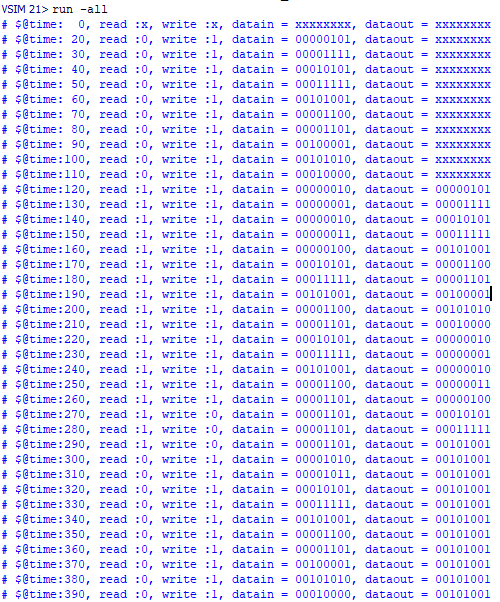 VSIM 21> run -all
# $@time:  0, read :x, write :x, datain = xxxxxxxx, dataout = xxxxxxxx
# $@time: 20, read :0, write :1, datain = 00000101, dataout = xxxxxxxx
# $@time: 30, read :0, write :1, datain = 00001111, dataout = xxxxxxxx
# $@time: 40, read :0, write :1, datain = 00010101, dataout = xxxxxxxx
# $@time: 50, read :0, write :1, datain = 00011111, dataout = xxxxxxxx
# $@time: 60, read :0, write :1, datain = 00101001, dataout = xxxxxxxx
# $@time: 70, read :0, write :1, datain = 00001100, dataout = xxxxxxxx
# $@time: 80, read :0, write :1, datain = 00001101, dataout = xxxxxxxx
# $@time: 90, read :0, write :1, datain = 00100001, dataout = xxxxxxxx
# $@time:100, read :0, write :1, datain = 00101010, dataout = xxxxxxxx
# $@time:110, read :0, write :1, datain = 00010000, dataout = xxxxxxxx
# $@time:120, read :1, write :1, datain = 00000010, dataout = 00000101
# $@time:130, read :1, write :1, datain = 00000001, dataout = 00001111
# $@time:140, read :1, write :1, datain = 00000010, dataout = 00010101
# $@time:150, read :1, write :1, datain = 00000011, dataout = 00011111
# $@time:160, read :1, write :1, datain = 00000100, dataout = 00101001
# $@time:170, read :1, write :1, datain = 00010101, dataout = 00001100
# $@time:180, read :1, write :1, datain = 00011111, dataout = 00001101
# $@time:190, read :1, write :1, datain = 00101001, dataout = 00100001
# $@time:200, read :1, write :1, datain = 00001100, dataout = 00101010
# $@time:210, read :1, write :1, datain = 00001101, dataout = 00010000
# $@time:220, read :1, write :1, datain = 00010101, dataout = 00000010
# $@time:230, read :1, write :1, datain = 00011111, dataout = 00000001
# $@time:240, read :1, write :1, datain = 00101001, dataout = 00000010
# $@time:250, read :1, write :1, datain = 00001100, dataout = 00000011
# $@time:260, read :1, write :1, datain = 00001101, dataout = 00000100
# $@time:270, read :1, write :0, datain = 00001101, dataout = 00010101
# $@time:280, read :1, write :0, datain = 00001101, dataout = 00011111
# $@time:290, read :1, write :0, datain = 00001101, dataout = 00101001
# $@time:300, read :0, write :1, datain = 00001010, dataout = 00101001
# $@time:310, read :0, write :1, datain = 00001011, dataout = 00101001
# $@time:320, read :0, write :1, datain = 00010101, dataout = 00101001
# $@time:330, read :0, write :1, datain = 00011111, dataout = 00101001
# $@time:340, read :0, write :1, datain = 00101001, dataout = 00101001
# $@time:350, read :0, write :1, datain = 00001100, dataout = 00101001
# $@time:360, read :0, write :1, datain = 00001101, dataout = 00101001
# $@time:370, read :0, write :1, datain = 00100001, dataout = 00101001
# $@time:380, read :0, write :1, datain = 00101010, dataout = 00101001
# $@time:390, read :0, write :1, datain = 00010000, dataout = 00101001